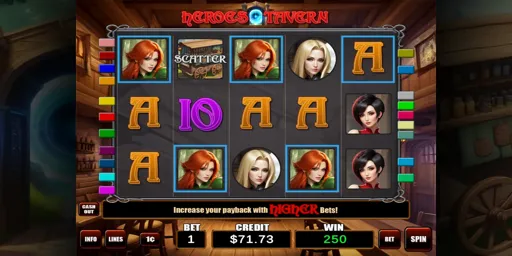 HEROES TAVERN
SCATTER
A
A
10
A
A
A
CASH OUT
Increase your payback with HIGHER Bets!
INFO
LINES
1¢
BET
1
CREDIT
$71.73
WIN
250
BET
SPIN